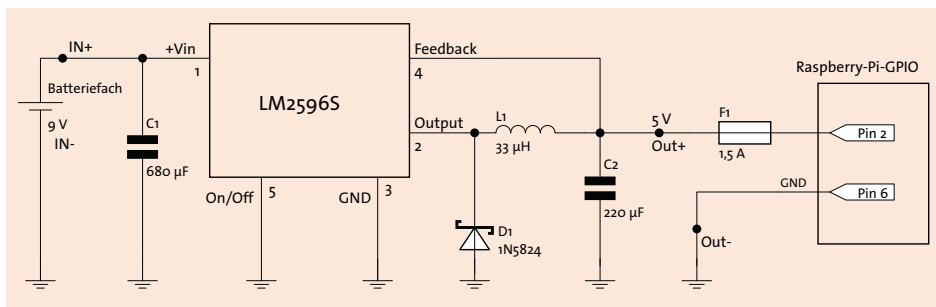 IN+
+Vin
1
Batteriefach
9 V
IN-
C1
680 µF
LM2596S
Feedback
4
Output
2
On/Off
5
GND
3
L1
33 µH
D1
1N5824
C2
220 µF
5 V
Out+
F1
1,5 A
Raspberry-Pi-GPIO
Pin 2
GND
Pin 6
Out-